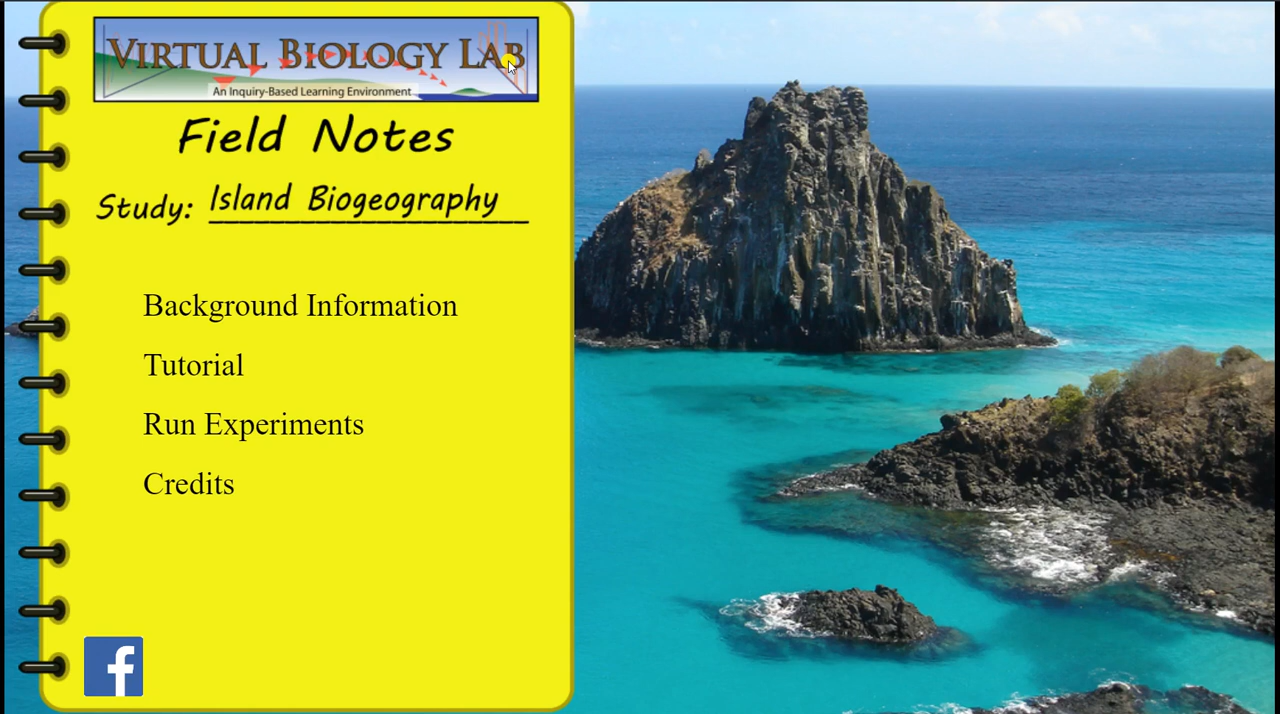 VIRTUAL BIOLOGY LAB
An Inquiry-Based Learning Environment
Field Notes
Study: Island Biogeography
Background Information
Tutorial
Run Experiments
Credits
f